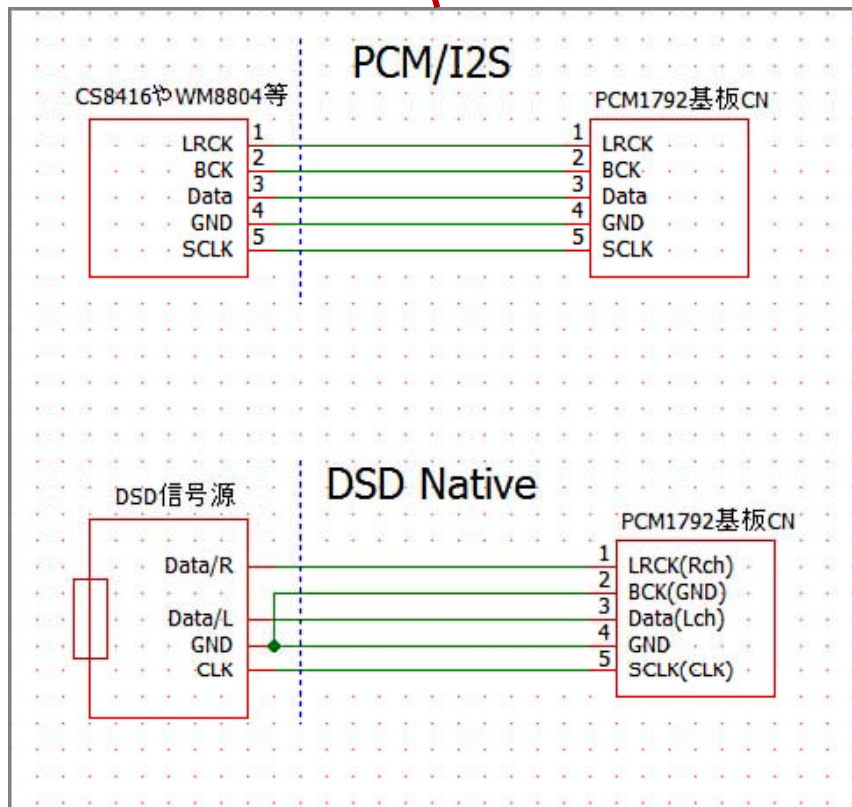 PCM/I2S
CS8416やWM8804等
PCM1792基板CN
LRCK 1
BCK 2
Data 3
GND 4
SCLK 5
1 LRCK
2 BCK
3 Data
4 GND
5 SCLK
DSD Native
DSD信号源
PCM1792基板CN
Data/R
Data/L
GND
CLK
1 LRCK(Rch)
2 BCK(GND)
3 Data(Lch)
4 GND
5 SCLK(CLK)